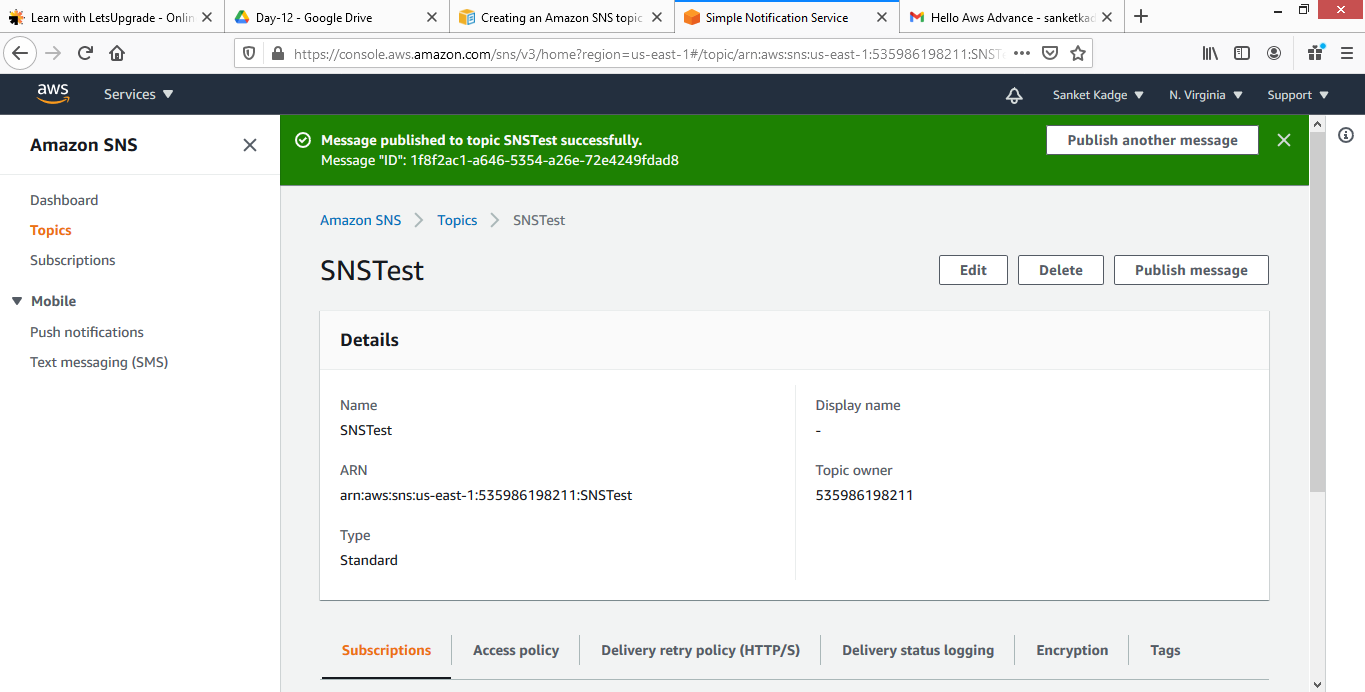 Learn with LetsUpgrade - Onlin
Day-12 - Google Drive
Creating an Amazon SNS topic
Simple Notification Service
Hello Aws Advance - sanketkad
https://console.aws.amazon.com/sns/v3/home?region=us-east-1#/topic/arn:aws:sns:us-east-1:535986198211:SNST
aws
Services
Sanket Kadge
N. Virginia
Support
Amazon SNS
Dashboard
Topics
Subscriptions
Mobile
Push notifications
Text messaging (SMS)
Message published to topic SNSTest successfully.
Message "ID": 1f8f2ac1-a646-5354-a26e-72e4249fdad8
Publish another message
Amazon SNS
Topics
SNSTest
SNSTest
Edit
Delete
Publish message
Details
Name
SNSTest
ARN
arn:aws:sns:us-east-1:535986198211:SNSTest
Type
Standard
Display name
-
Topic owner
535986198211
Subscriptions
Access policy
Delivery retry policy (HTTP/S)
Delivery status logging
Encryption
Tags